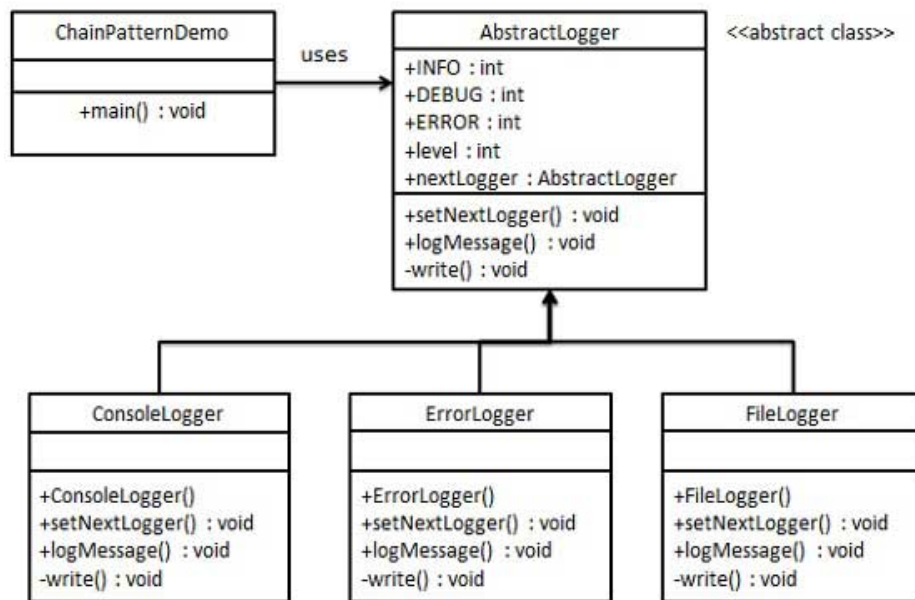 ChainPatternDemo
+main() : void
uses
AbstractLogger
+INFO : int
+DEBUG : int
+ERROR : int
+level : int
+nextLogger : AbstractLogger
+setNextLogger() : void
+logMessage() : void
-write() : void
<<abstract class>>
ConsoleLogger
+ConsoleLogger()
+setNextLogger() : void
+logMessage() : void
-write() : void
ErrorLogger
+ErrorLogger()
+setNextLogger() : void
+logMessage() : void
-write() : void
FileLogger
+FileLogger()
+setNextLogger() : void
+logMessage() : void
-write() : void